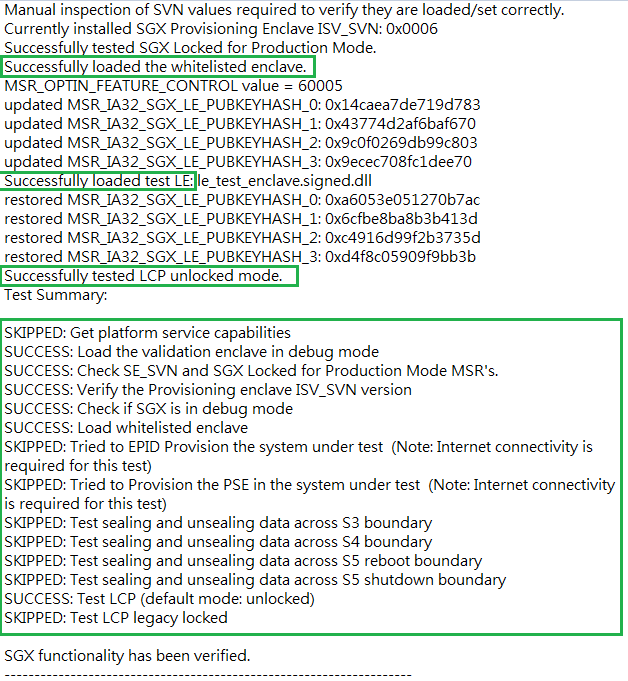 Manual inspection of SVN values required to verify they are loaded/set correctly.
Currently installed SGX Provisioning Enclave ISV_SVN: 0x0006
Successfully tested SGX Locked for Production Mode.
Successfully loaded the whitelisted enclave.
MSR_OPTIN_FEATURE_CONTROL value = 60005
updated MSR_IA32_SGX_LE_PUBKEYHASH_0: 0x14caea7de719d783
updated MSR_IA32_SGX_LE_PUBKEYHASH_1: 0x43774d2af6baf670
updated MSR_IA32_SGX_LE_PUBKEYHASH_2: 0x9c0f0269db99c803
updated MSR_IA32_SGX_LE_PUBKEYHASH_3: 0x9ecec708fc1dee70
Successfully loaded test LE: le_test_enclave.signed.dll
restored MSR_IA32_SGX_LE_PUBKEYHASH_0: 0xa6053e051270b7ac
restored MSR_IA32_SGX_LE_PUBKEYHASH_1: 0x6cfbe8ba8b3b413d
restored MSR_IA32_SGX_LE_PUBKEYHASH_2: 0xc4916d99f2b3735d
restored MSR_IA32_SGX_LE_PUBKEYHASH_3: 0xd4f8c05909f9bb3b
Successfully tested LCP unlocked mode.
Test Summary:
SKIPPED: Get platform service capabilities
SUCCESS: Load the validation enclave in debug mode
SUCCESS: Check SE_SVN and SGX Locked for Production Mode MSR's.
SUCCESS: Verify the Provisioning enclave ISV_SVN version
SUCCESS: Check if SGX is in debug mode
SUCCESS: Load whitelisted enclave
SKIPPED: Tried to EPID Provision the system under test  (Note: Internet connectivity is
required for this test)
SKIPPED: Tried to Provision the PSE in the system under test  (Note: Internet connectivity
is required for this test)
SKIPPED: Test sealing and unsealing data across S3 boundary
SKIPPED: Test sealing and unsealing data across S4 boundary
SKIPPED: Test sealing and unsealing data across S5 reboot boundary
SKIPPED: Test sealing and unsealing data across S5 shutdown boundary
SUCCESS: Test LCP (default mode: unlocked)
SKIPPED: Test LCP legacy locked
SGX functionality has been verified.
--------------------------------------------------------------------